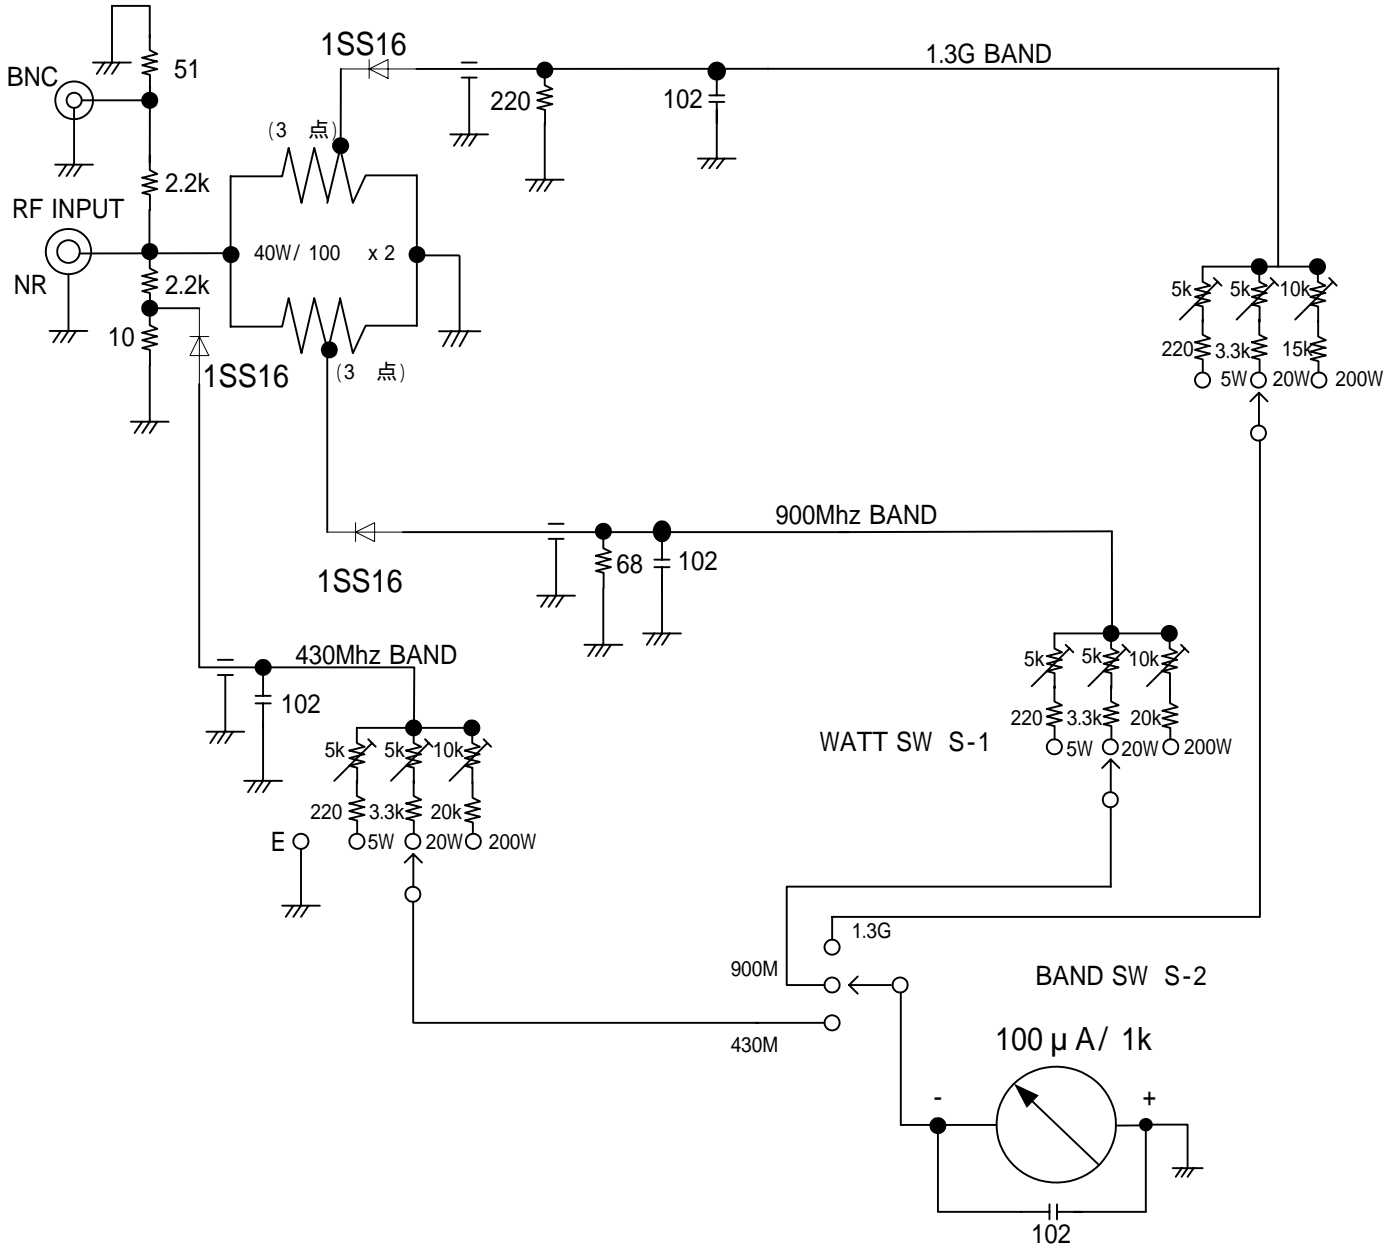 1SS16
1.3G BAND
51
BNC
220
102
(3 点)
2.2k
RF INPUT
40W/ 100 x 2
NR
2.2k
10
1SS16
(3 点)
5k
5k
10k
220
3.3k
15k
5W
20W
200W
900Mhz BAND
1SS16
68
102
430Mhz BAND
102
5k
5k
10k
220
3.3k
20k
WATT SW S-1
5W
20W
200W
5k
5k
10k
220
3.3k
20k
E
5W
20W
200W
1.3G
900M
BAND SW S-2
430M
100 µ A/ 1k
-
+
102